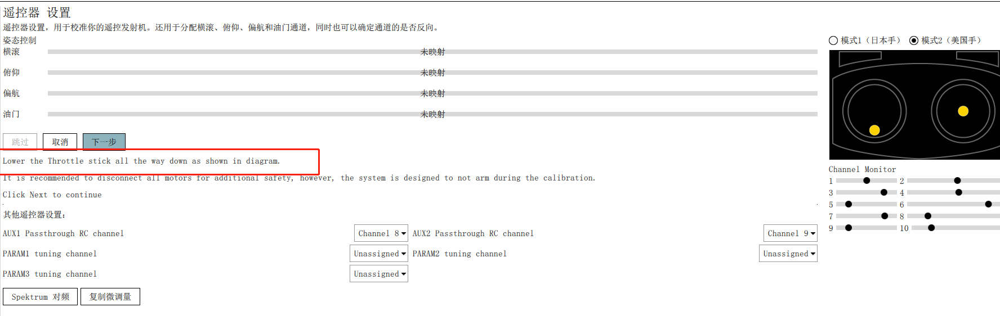 遥控器 设置
遥控器设置，用于校准你的遥控发射机。还用于分配横滚、俯仰、偏航和油门通道，同时也可以确定通道的是否反向。
姿态控制
横滚 未映射
俯仰 未映射
偏航 未映射
油门 未映射
跳过 取消 下一步
Lower the Throttle stick all the way down as shown in diagram.
It is recommended to disconnect all motors for additional safety, however, the system is designed to not arm during the calibration.
Click Next to continue
其他遥控器设置：
AUX1 Passthrough RC channel Channel 8 AUX2 Passthrough RC channel Channel 9
PARAM1 tuning channel Unassigned PARAM2 tuning channel Unassigned
PARAM3 tuning channel Unassigned
Spektrum 对频 复制微调量
模式1（日本手） 模式2（美国手）
Channel Monitor
1 2
3 4
5 6
7 8
9 10